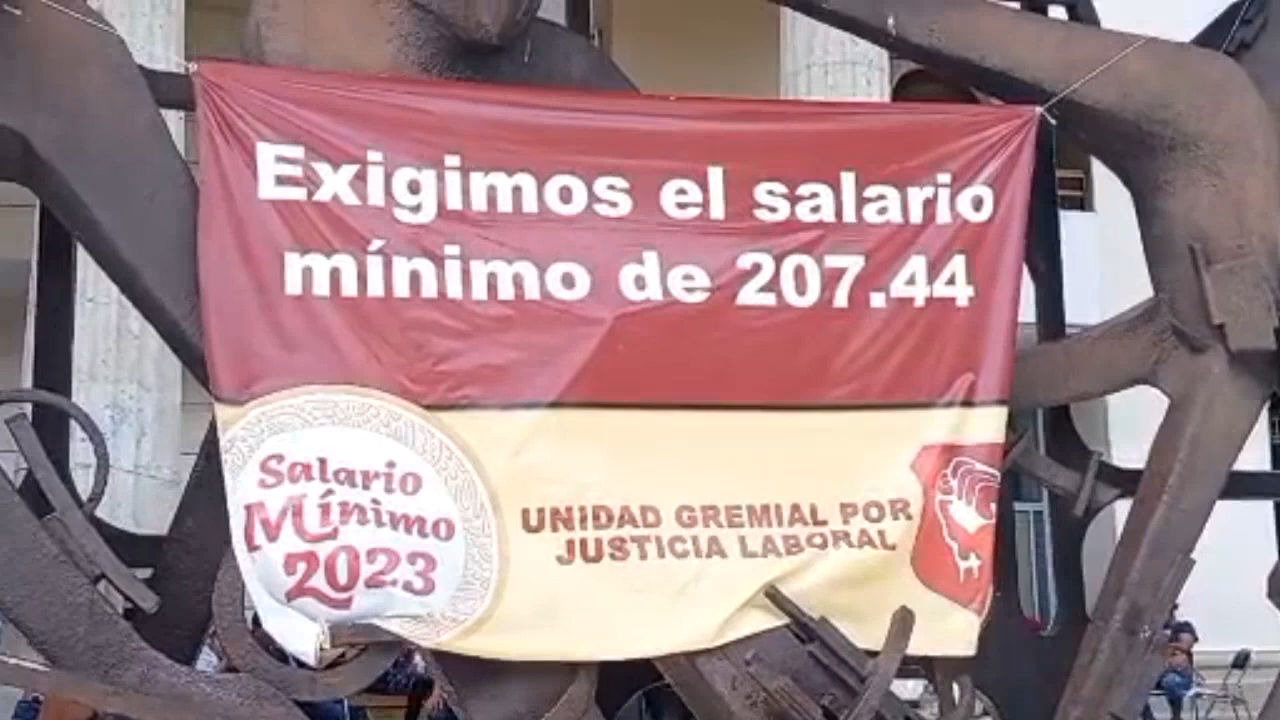 Exigimos el salario
mínimo de 207.44
Salario
Mínimo
2023
UNIDAD GREMIAL POR
JUSTICIA LABORAL